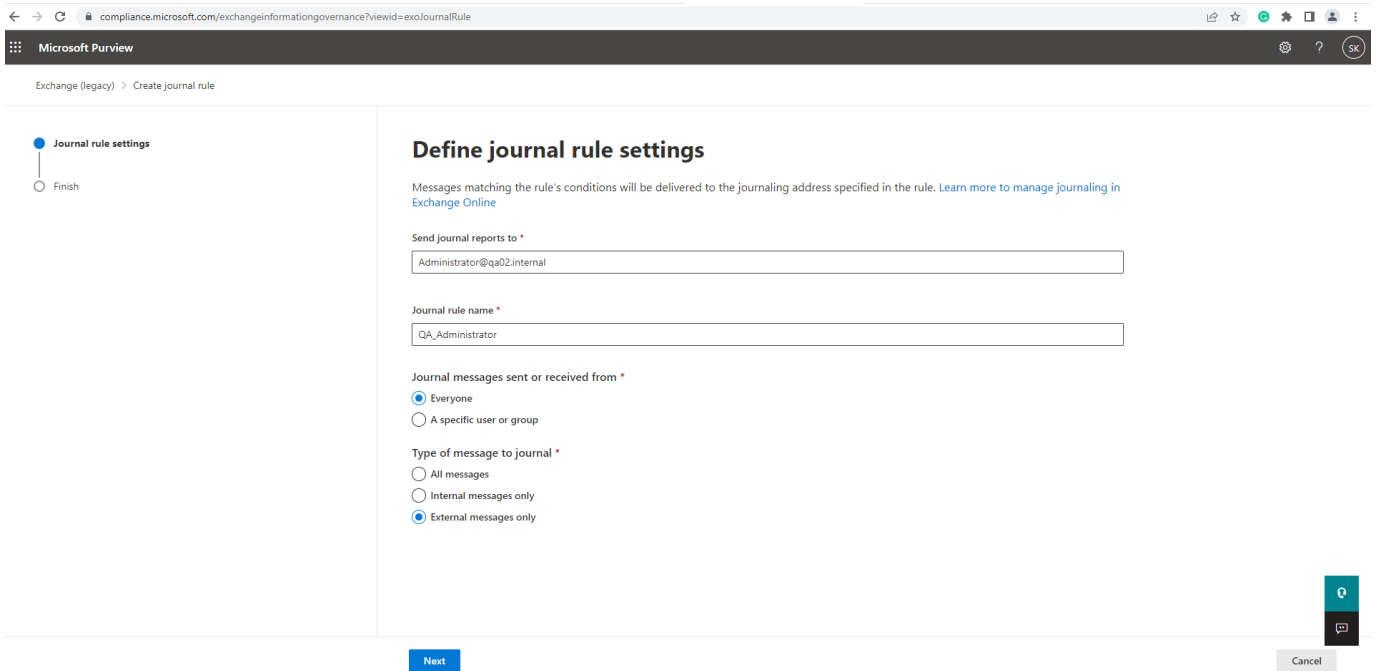 compliance.microsoft.com/exchangeinformationgovernance?viewid=exoJournalRule
Microsoft Purview
? SK
Exchange (legacy) > Create journal rule
Journal rule settings
Finish
Define journal rule settings
Messages matching the rule's conditions will be delivered to the journaling address specified in the rule. Learn more to manage journaling in
Exchange Online
Send journal reports to *
Administrator@qa02.internal
Journal rule name *
QA_Administrator
Journal messages sent or received from *
Everyone
A specific user or group
Type of message to journal *
All messages
Internal messages only
External messages only
Next
Cancel